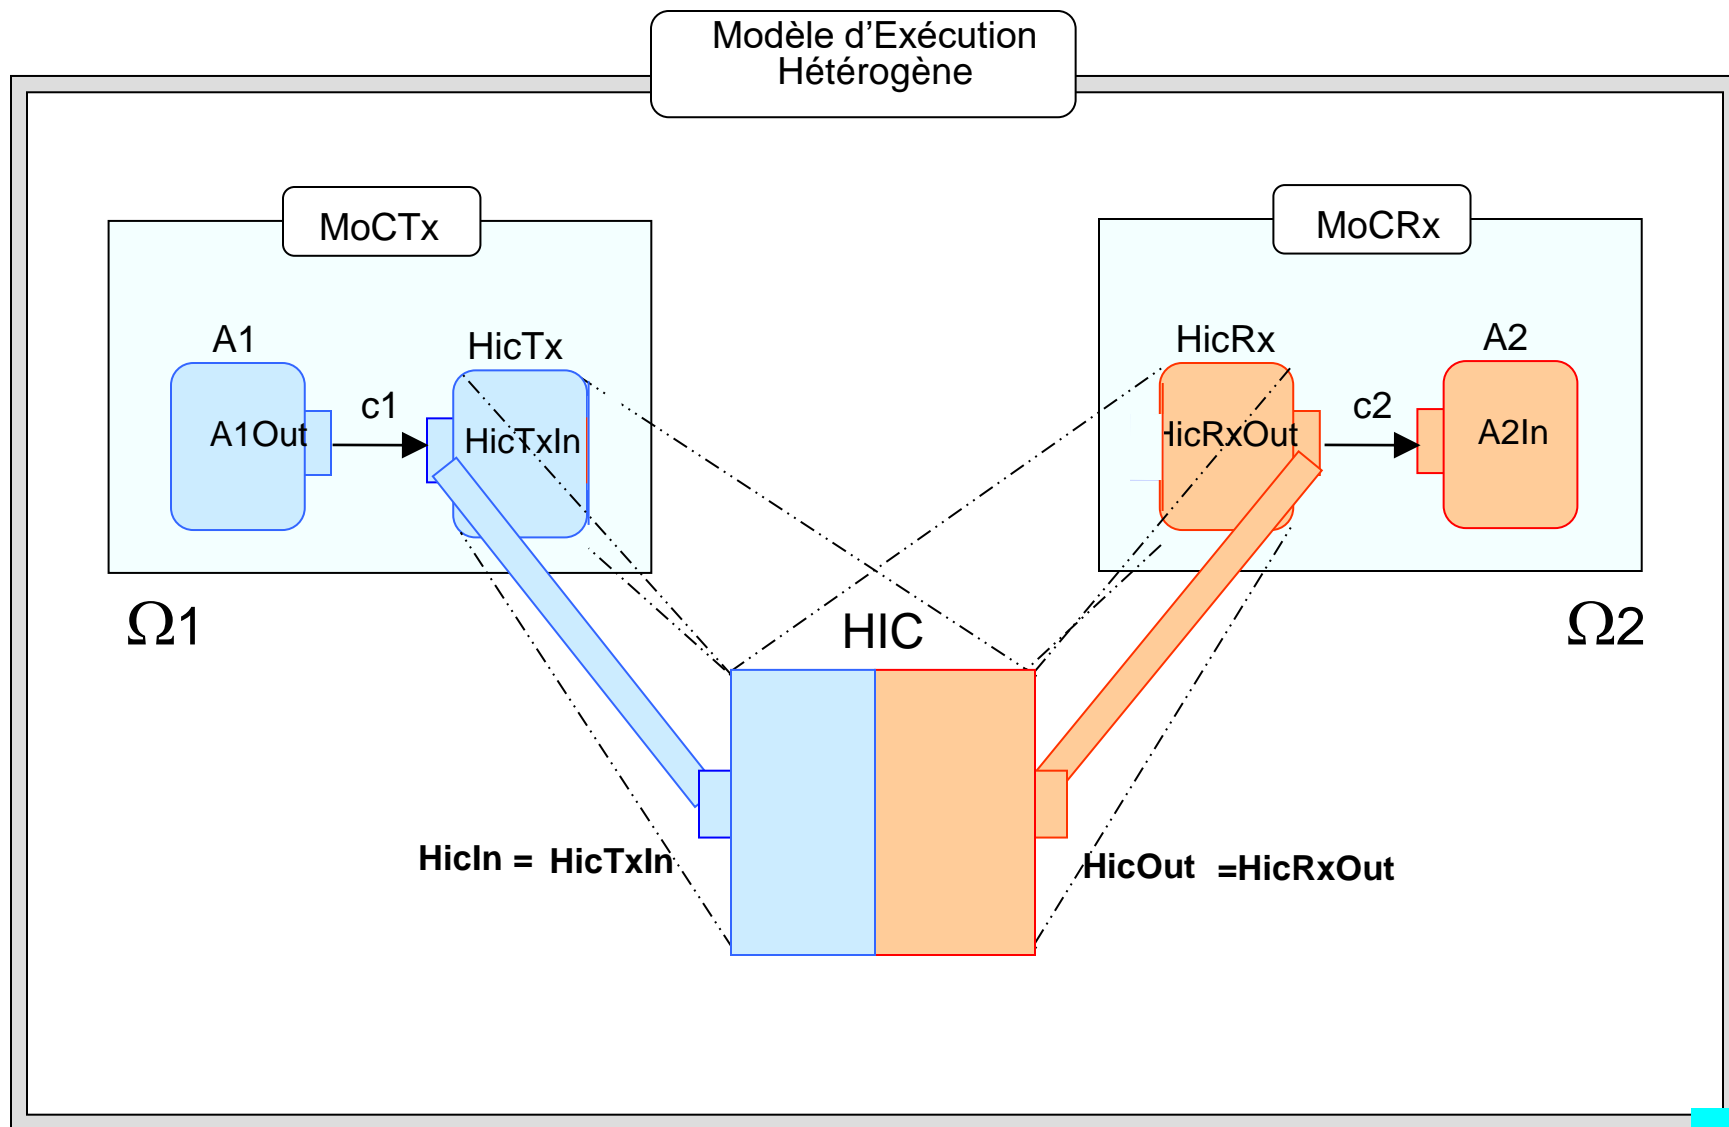 Modèle d’Exécution
Hétérogène
MoCTx
MoCRx
A1
HicTx
HicRx
A2
c1
c2
A1Out
HicTxIn
HicRxOut
A2In
Ω1
Ω2
HIC
HicIn = HicTxIn
HicOut =HicRxOut